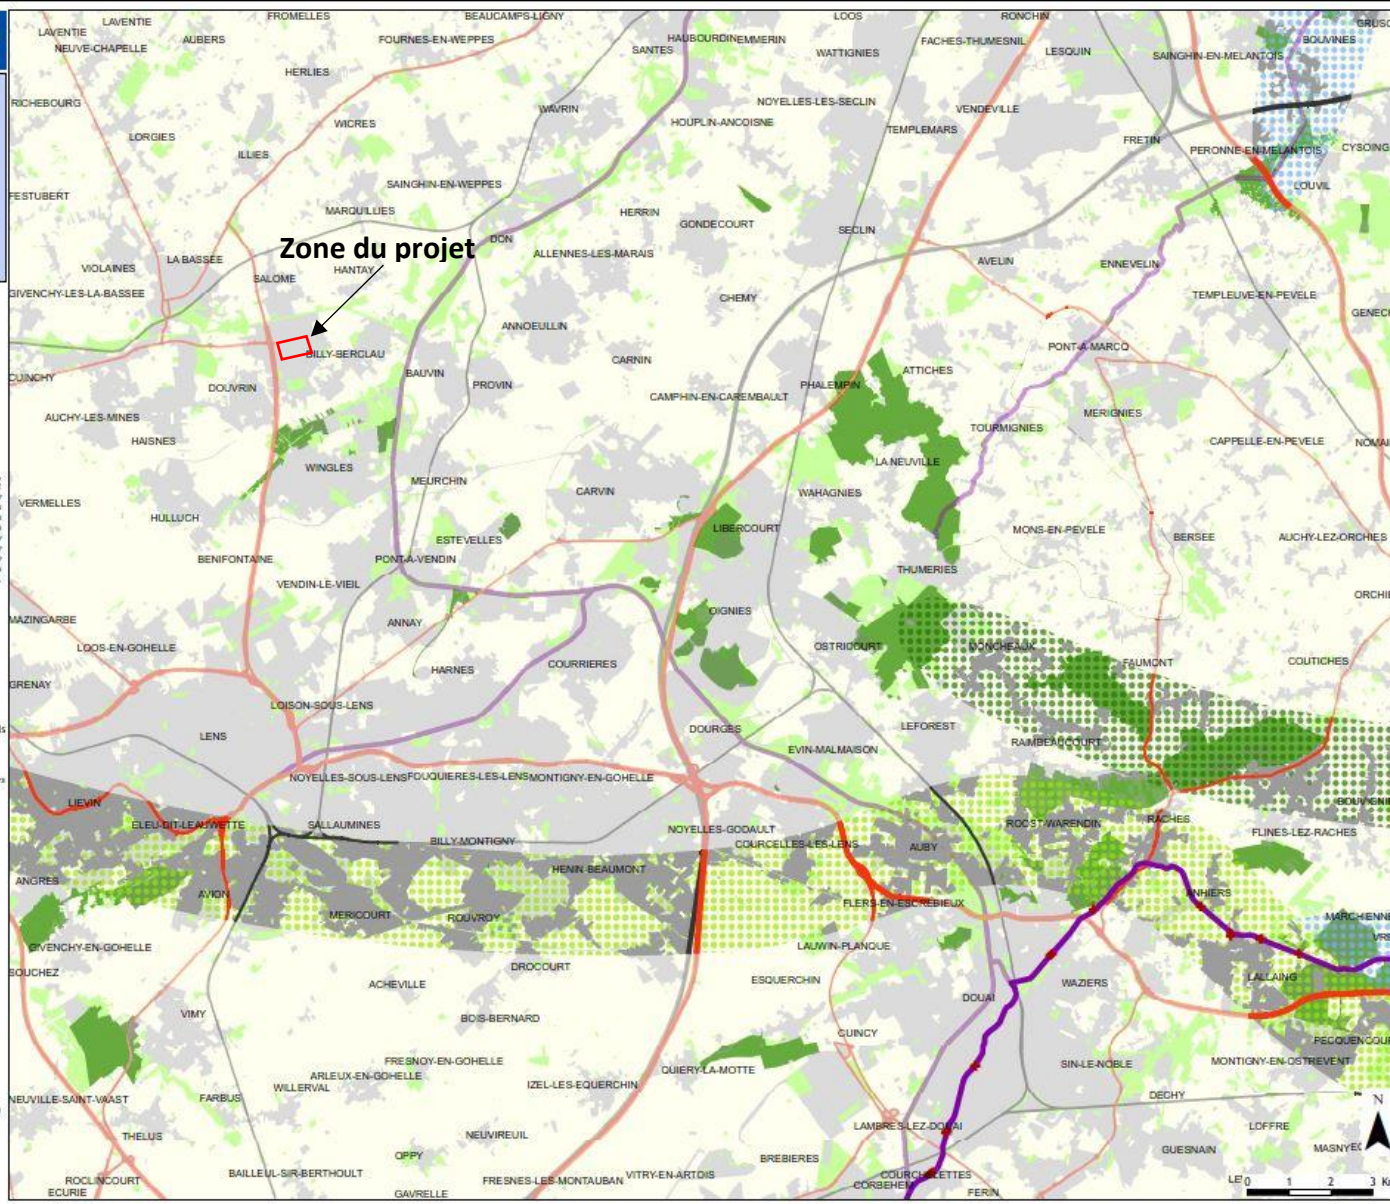 FROMELLES
BEAUCAMPS-LIGNY
LOOS
RONCHIN
LAVENTIE
LAVENTIE
AUBERS
FOURNES-EN-WEPPES
SANTES
HAUBOURDIN
EMMERIN
WATTIGNIES
FACHES-THUMESNIL
LESQUIN
SAINGHIN-EN-MELANTOIS
BOUVINES
NEUVE-CHAPELLE
HERLIES
RICHEBOURG
WAVRIN
NOYELLES-LES-SECLIN
VENDEVILLE
WICRES
HOUPLIN-ANCOISNE
TEMPLEMARS
LORGIES
FRETIN
PERONNE-EN-MELANTOIS
CYSOING
ILLIES
SAINGHIN-EN-WEPPES
LOUVIL
FESTUBERT
MARQUILLIES
HERRIN
GONDECOURT
SECLIN
Zone du projet
DON
ALLENNES-LES-MARAIS
VIOLAINES
LA BASSEE
SALOME
HANTAY
AVELIN
ENNEVELIN
GIVENCHY-LES-LA-BASSEE
CHEMY
TEMPLEUVE-EN-PEVELE
GENECH
ANNOEULLIN
BILLY-BERCLAU
CARNIN
PONT-A-MARCQ
CUINCHY
DOUVRIN
BAUVIN
PROVIN
PHALEMPIN
ATTICHES
CAMPHIN-EN-CAREMBAULT
AUCHY-LES-MINES
MERIGNIES
HAISNES
TOURMIGNIES
CAPPELLE-EN-PEVELE
NOMAI
WINGLES
LA NEUVILLE
MEURCHIN
CARVIN
WAHAGNIES
VERMELLES
HULLUCH
LIBERCOURT
MONS-EN-PEVELE
BERSEE
AUCHY-LEZ-ORCHIES
ESTEVELLES
BENIFONTAINE
PONT-A-VENDIN
VENDIN-LE-VIEIL
THUMERIES
ORCHIE
MAZINGARBE
ANNAY
OIGNIES
LOOS-EN-GOHELLE
OSTRICOURT
MONCHEAUX
FAUMONT
COUTICHES
HARNES
COURRIERES
GRENAY
LOISON-SOUS-LENS
LENS
DOURGES
LEFOREST
EVIN-MALMAISON
RAIMBEAUCOURT
NOYELLES-SOUS-LENS
FOUQUIERES-LES-LENS
MONTIGNY-EN-GOHELLE
LIEVIN
BOUVIGNIE
ELEU-DIT-LEAUWETTE
SALLAUMINES
BILLY-MONTIGNY
NOYELLES-GODAULT
COURCELLES-LES-LENS
AUBY
ROOST-WARENDIN
RACHES
FLINES-LEZ-RACHES
HENIN-BEAUMONT
ANGRES
AVION
MERICOURT
ROUVROY
FLERS-EN-ESCREBIEUX
ANHIERS
MARCHIENNE
VRE
GIVENCHY-EN-GOHELLE
LAUWIN-PLANQUE
SOUCHEZ
DROCOURT
ESQUERCHIN
ACHEVILLE
DOUAI
WAZIERS
LALLAING
VIMY
BOIS-BERNARD
CUINCY
PECQUENCOUR
FRESNOY-EN-GOHELLE
ARLEUX-EN-GOHELLE
QUIERY-LA-MOTTE
SIN-LE-NOBLE
MONTIGNY-EN-OSTREVENT
WILLERVAL
IZEL-LES-EQUERCHIN
NEUVILLE-SAINT-VAAST
FARBUS
DECHY
N
THELUS
NEUVIREUIL
LAMBRES-LEZ-DOUAI
LOFFRE
OPPY
BREBIERES
GUESNAIN
MASNY
ROCLINCOURT
BAILLEUL-SIR-BERTHOULT
FRESNES-LES-MONTAUBAN
VITRY-EN-ARTOIS
COURCHELETTES
CORBEHEM
ECURIE
GAVRELLE
FERIN
0 1 2 3